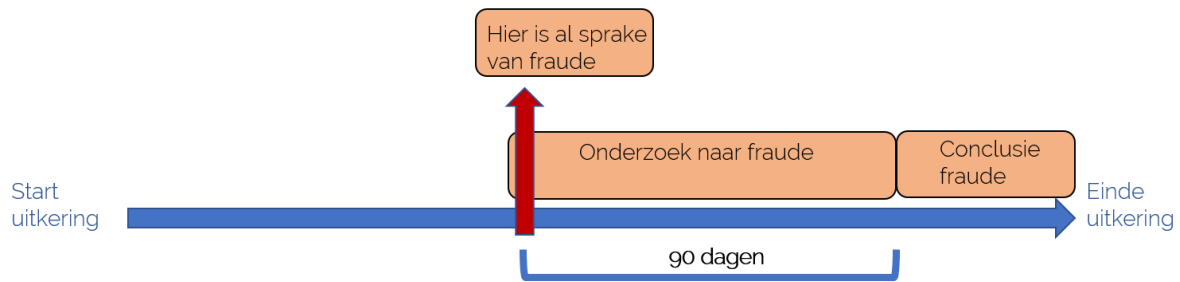 Hier is al sprake
van fraude
Onderzoek naar fraude
Conclusie
fraude
Start
uitkering
Einde
uitkering
90 dagen